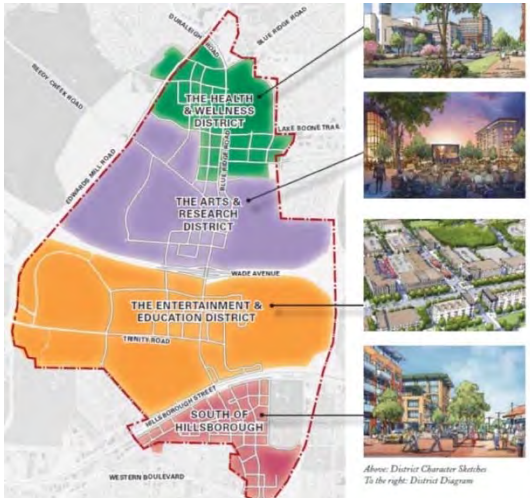 DURALEIGH ROAD
BLUE RIDGE ROAD
REEDY CREEK ROAD
THE HEALTH
& WELLNESS
DISTRICT
LAKE BOONE TRAIL
BLUE RIDGE ROAD
EDWARDS MILL ROAD
THE ARTS &
RESEARCH
DISTRICT
WADE AVENUE
THE ENTERTAINMENT &
EDUCATION DISTRICT
TRINITY ROAD
HILLSBOROUGH STREET
SOUTH OF
HILLSBOROUGH
WESTERN BOULEVARD
Above: District Character Sketches
To the right: District Diagram